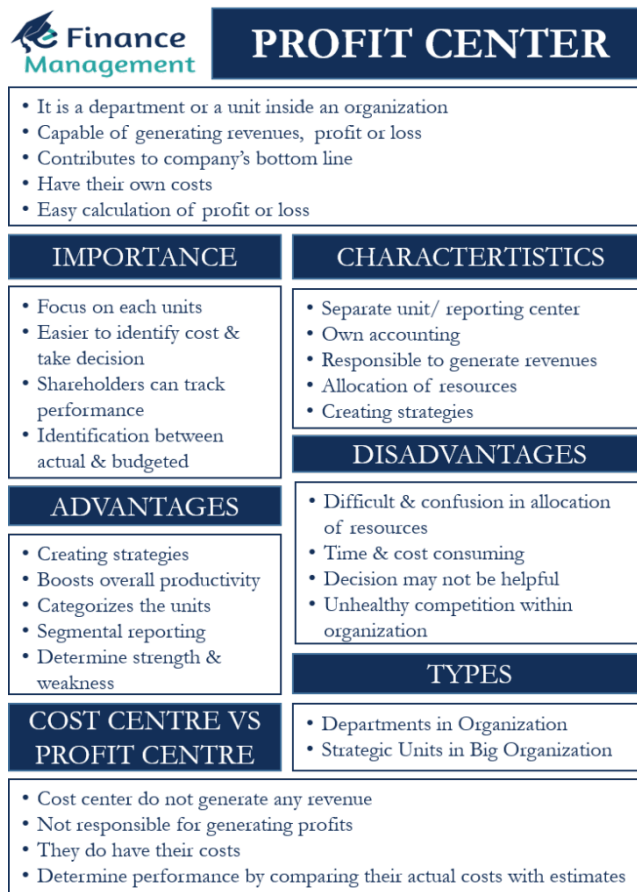 Finance
Management
PROFIT CENTER
• It is a department or a unit inside an organization
• Capable of generating revenues, profit or loss
• Contributes to company's bottom line
• Have their own costs
• Easy calculation of profit or loss
IMPORTANCE
• Focus on each units
• Easier to identify cost &
take decision
• Shareholders can track
performance
• Identification between
actual & budgeted
CHARACTERTISTICS
• Separate unit/ reporting center
• Own accounting
• Responsible to generate revenues
• Allocation of resources
• Creating strategies
ADVANTAGES
• Creating strategies
• Boosts overall productivity
• Categorizes the units
• Segmental reporting
• Determine strength &
weakness
DISADVANTAGES
• Difficult & confusion in allocation
of resources
• Time & cost consuming
• Decision may not be helpful
• Unhealthy competition within
organization
TYPES
• Departments in Organization
• Strategic Units in Big Organization
COST CENTRE VS
PROFIT CENTRE
• Cost center do not generate any revenue
• Not responsible for generating profits
• They do have their costs
• Determine performance by comparing their actual costs with estimates